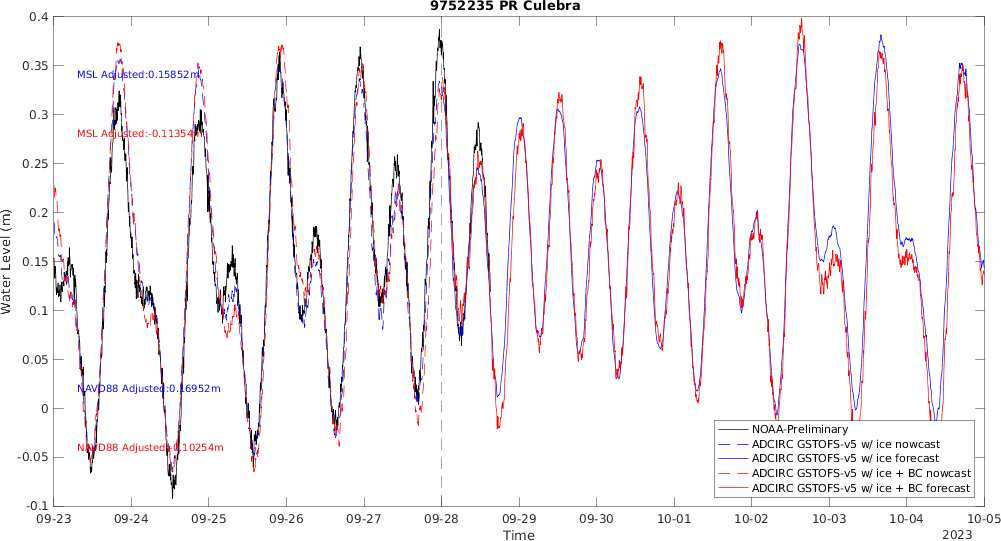 9752235 PR Culebra
0.4
0.35
0.3
0.25
0.2
0.15
0.1
0.05
0
-0.05
-0.1
Water Level (m)
MSL Adjusted:0.15852m
MSL Adjusted:-0.11354
NAVD88 Adjusted:0.16952m
NAVD88 Adjusted:-0.10254m
NOAA-Preliminary
ADCIRC GSTOFS-v5 w/ ice nowcast
ADCIRC GSTOFS-v5 w/ ice forecast
ADCIRC GSTOFS-v5 w/ ice + BC nowcast
ADCIRC GSTOFS-v5 w/ ice + BC forecast
09-23 09-24 09-25 09-26 09-27 09-28 09-29 09-30 10-01 10-02 10-03 10-04 10-05
Time
2023